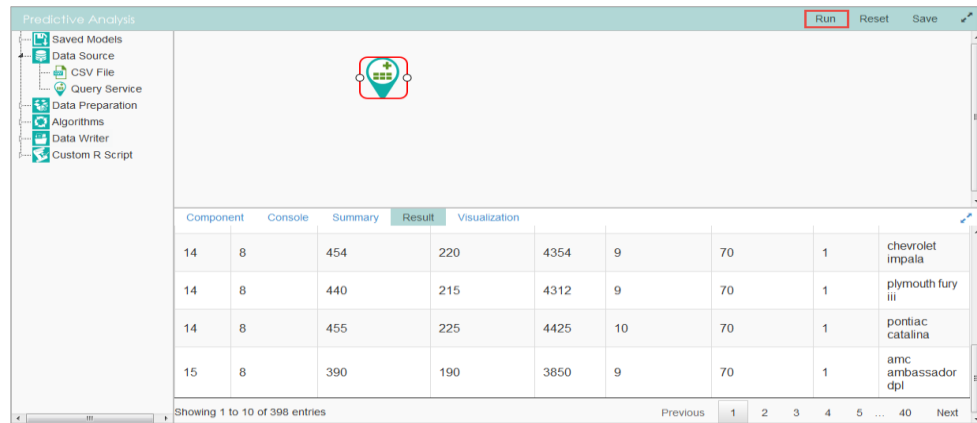 Predictive Analysis
Run Reset Save
Saved Models
Data Source
CSV File
Query Service
Data Preparation
Algorithms
Data Writer
Custom R Script
Component Console Summary Result Visualization
14 8 454 220 4354 9 70 1 chevrolet
impala
14 8 440 215 4312 9 70 1 plymouth fury
iii
14 8 455 225 4425 10 70 1 pontiac
catalina
15 8 390 190 3850 9 70 1 amc
ambassador
dpl
Showing 1 to 10 of 398 entries
Previous 1 2 3 4 5 ... 40 Next